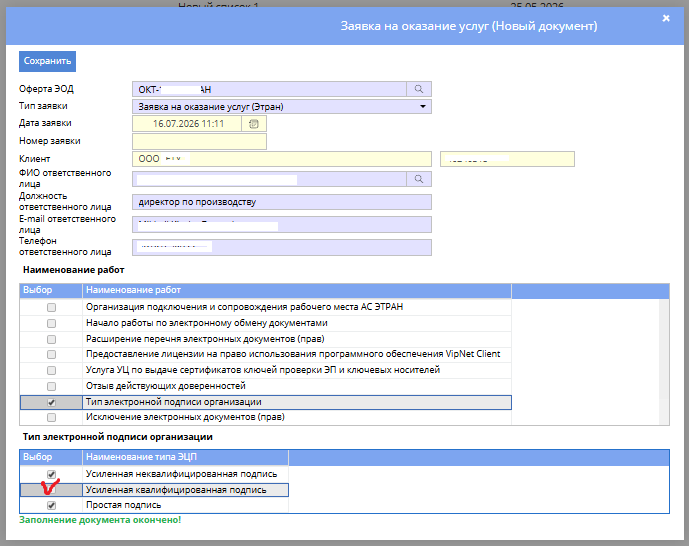 Новый список 1 25.05.2026
Заявка на оказание услуг (Новый документ)
Сохранить
Оферта ЭОД ОКТ- АН
Тип заявки Заявка на оказание услуг (Этран)
Дата заявки 16.07.2026 11:11
Номер заявки
Клиент ООО
ФИО ответственного
лица
Должность
ответственного лица директор по производству
E-mail ответственного
лица
Телефон
ответственного лица
Наименование работ
Выбор Наименование работ
Организация подключения и сопровождения рабочего места АС ЭТРАН
Начало работы по электронному обмену документами
Расширение перечня электронных документов (прав)
Предоставление лицензии на право использования программного обеспечения VipNet Client
Услуга УЦ по выдаче сертификатов ключей проверки ЭП и ключевых носителей
Отзыв действующих доверенностей
Тип электронной подписи организации
Исключение электронных документов (прав)
Тип электронной подписи организации
Выбор Наименование типа ЭЦП
Усиленная неквалифицированная подпись
Усиленная квалифицированная подпись
Простая подпись
Заполнение документа окончено!